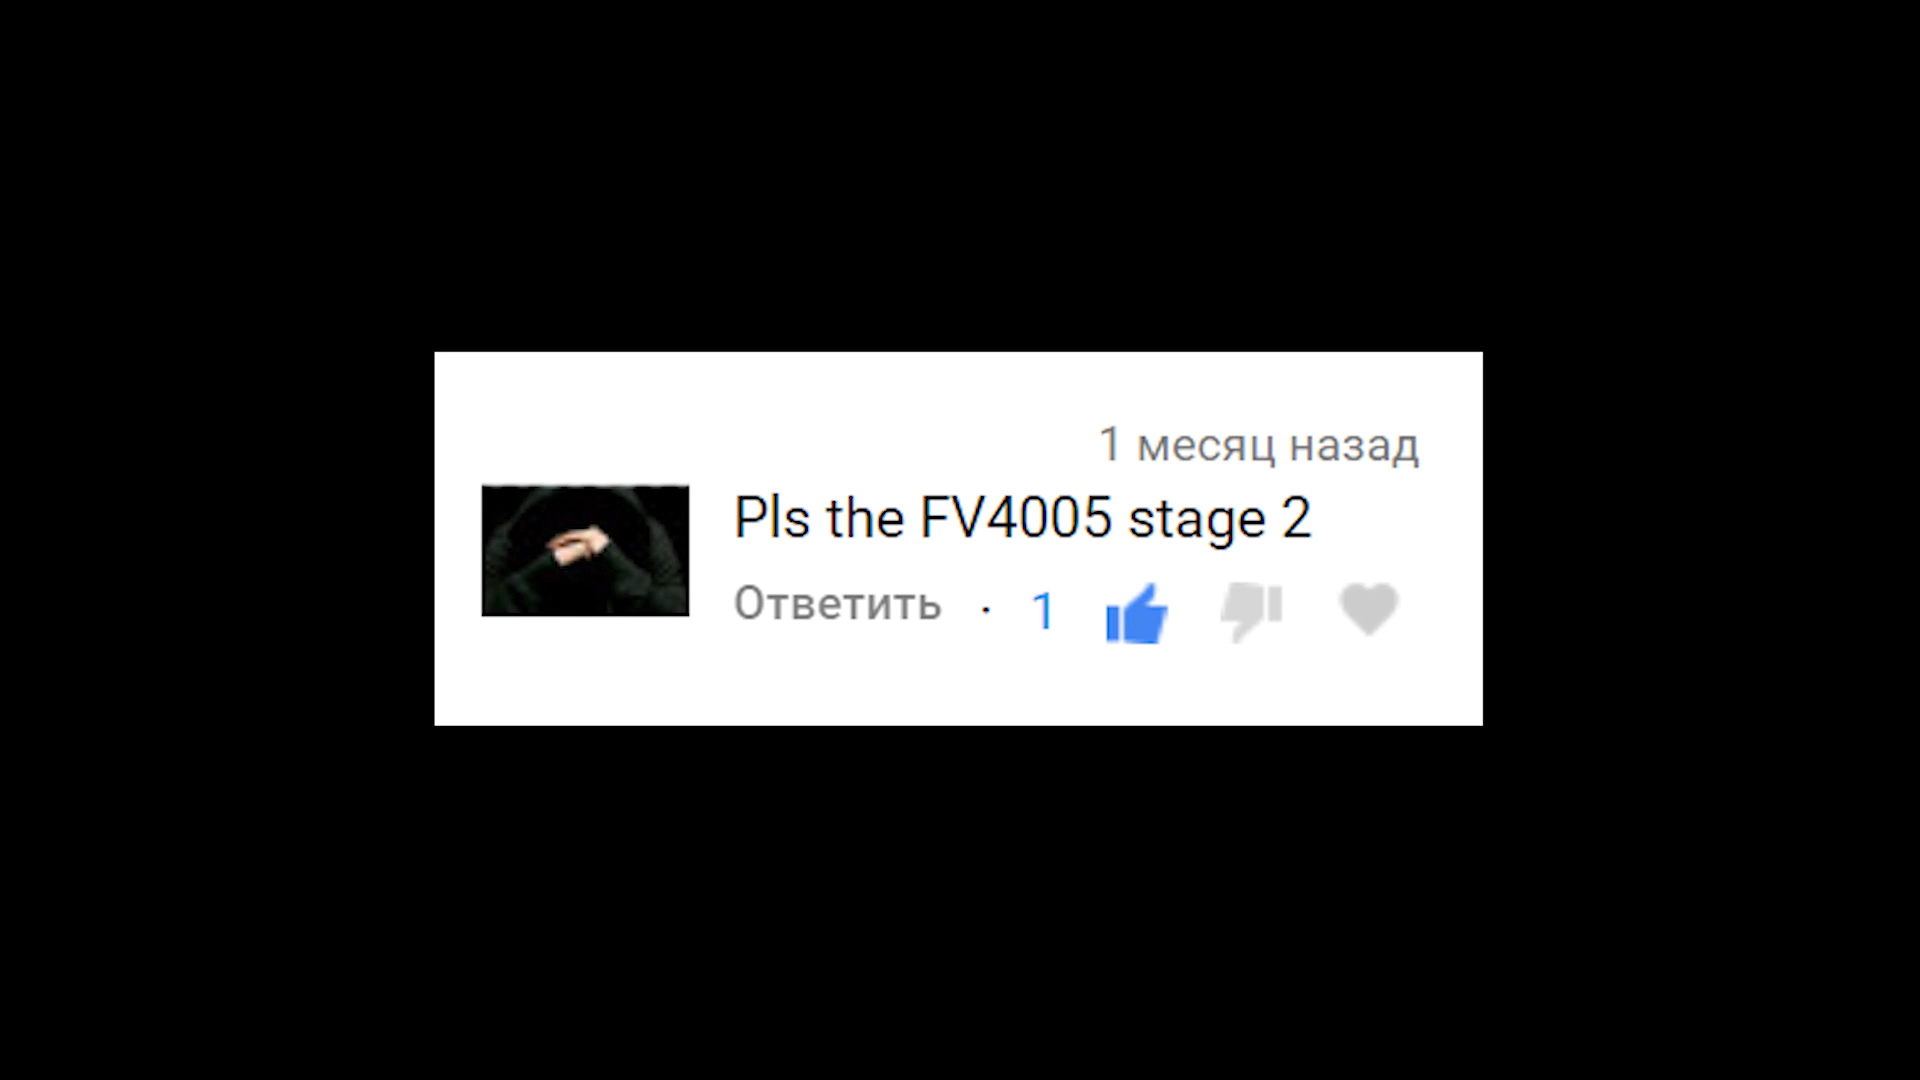 1 месяц назад
Pls the FV4005 stage 2
Ответить · 1